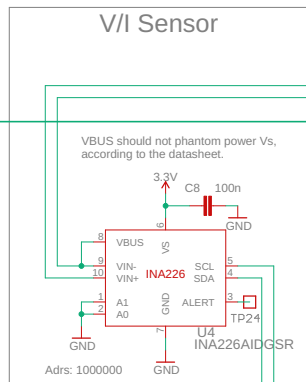 V/I Sensor
VBUS should not phantom power Vs,
according to the datasheet.
3.3V
C8 100n
GND
6
8 VBUS VS
9 VIN- SCL 5
10 VIN+ INA226 SDA 4
1 A1 GND ALERT 3
2 A0
TP24
7
U4
INA226AIDGSR
GND
GND
Adrs: 1000000